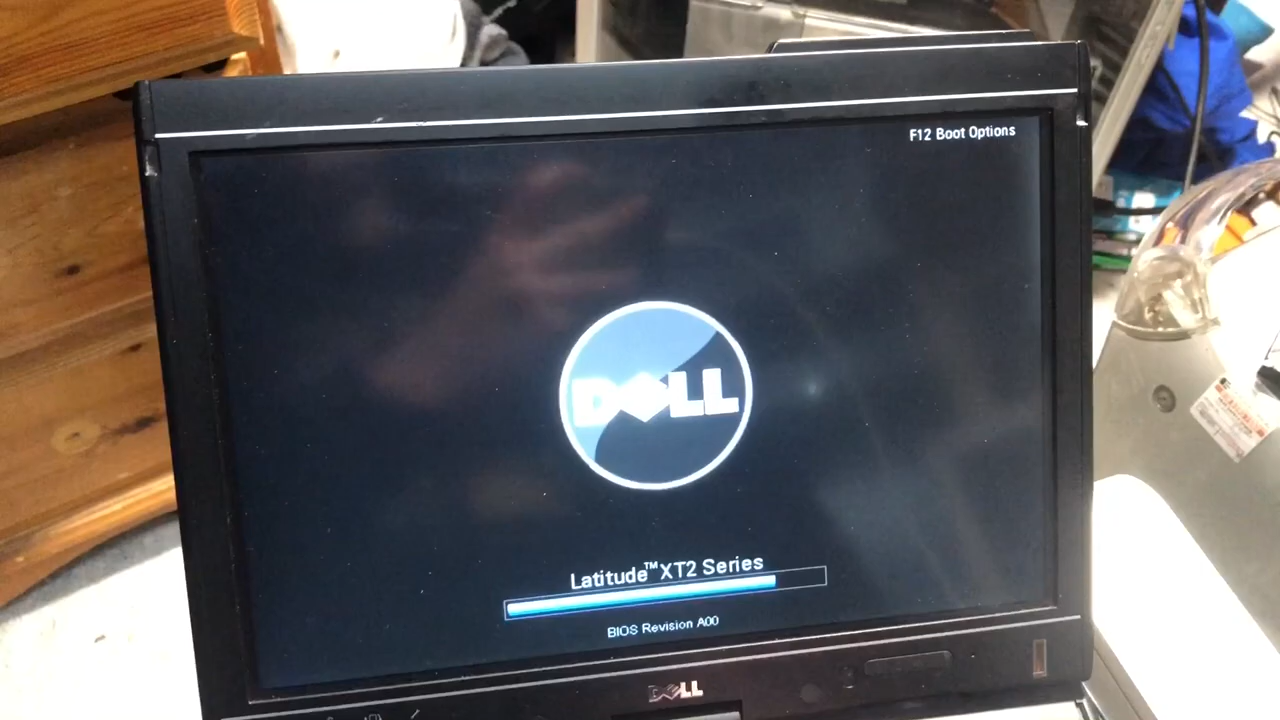 F12 Boot Options
DELL
Latitude™ XT2 Series
BIOS Revision A00
DELL